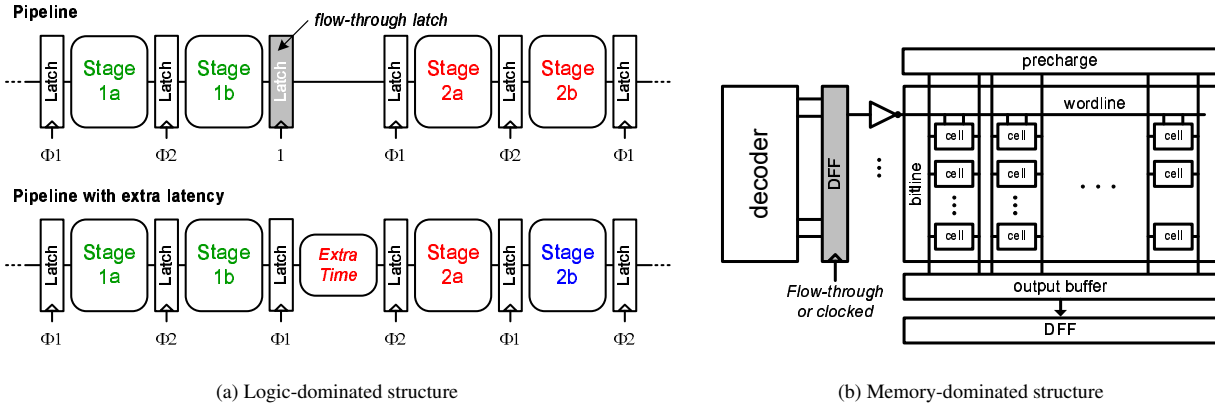 Pipeline
flow-through latch
Latch
Stage 1a
Latch
Stage 1b
Latch
Latch
Stage 2a
Latch
Stage 2b
Latch
Φ1
Φ2
1
Φ1
Φ2
Φ1
Pipeline with extra latency
Latch
Stage 1a
Latch
Stage 1b
Latch
Extra Time
Latch
Stage 2a
Latch
Stage 2b
Latch
Φ1
Φ2
Φ1
Φ2
Φ1
Φ2
(a) Logic-dominated structure
precharge
wordline
decoder
DFF
...
bitline
cell
cell
cell
cell
cell
cell
...
...
. . .
cell
cell
cell
Flow-through
or clocked
output buffer
DFF
(b) Memory-dominated structure